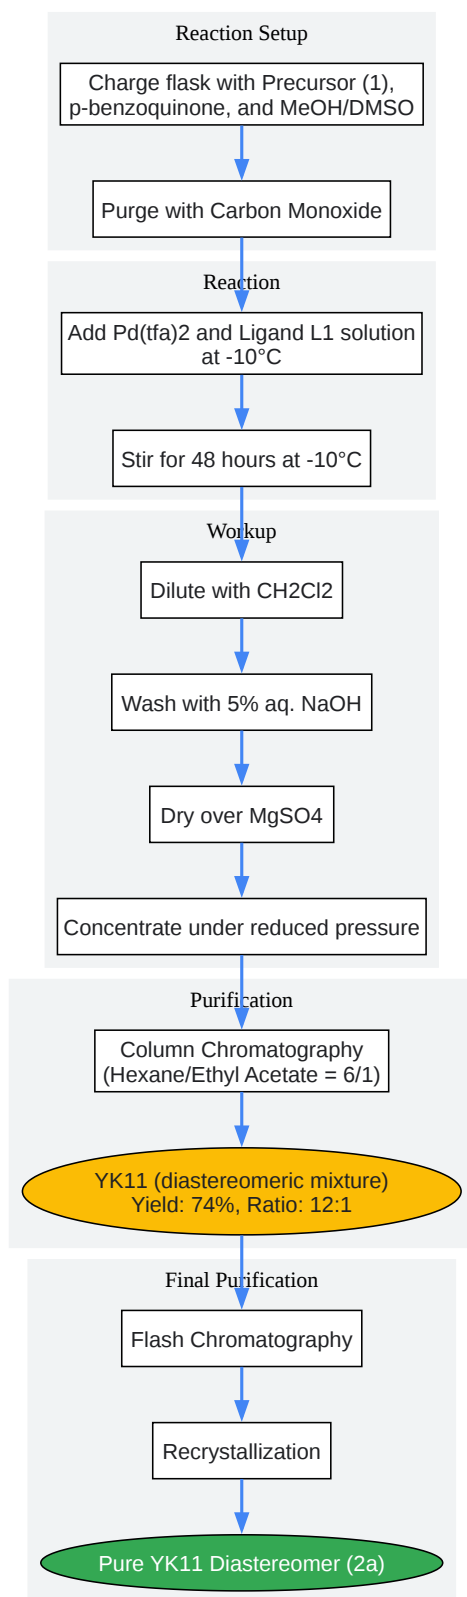 Reaction Setup
Charge flask with Precursor (1),
p-benzoquinone, and MeOH/DMSO
Purge with Carbon Monoxide
Reaction
Add Pd(tfa)2 and Ligand L1 solution
at -10°C
Stir for 48 hours at -10°C
Workup
Dilute with CH2Cl2
Wash with 5% aq. NaOH
Dry over MgSO4
Concentrate under reduced pressure
Purification
Column Chromatography
(Hexane/Ethyl Acetate = 6/1)
YK11 (diastereomeric mixture)
Yield: 74%, Ratio: 12:1
Final Purification
Flash Chromatography
Recrystallization
Pure YK11 Diastereomer (2a)